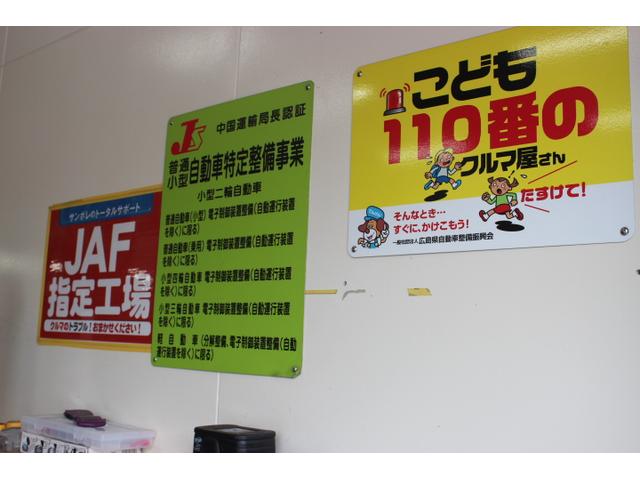 サンポレのトータルサポート
JAF
指定工場
クルマのトラブル!おまかせください!
JS 中国運輸局長認証
普通
小型 自動車特定整備事業
小型二輪自動車
普通自動車(小型)電子制御装置整備(自動運行装置
を除く)に限る
普通自動車(乗用)電子制御装置整備(自動運行装置
を除く)に限る
小型四輪自動車 電子制御装置整備(自動運行装置
を除く)に限る
小型三輪自動車 電子制御装置整備(自動運行装置
を除く)に限る
軽自動車(分解整備、電子制御装置整備(自動
運行装置を除く)に限る
こども
110番の
クルマ屋さん
たすけて!
そんなとき…
すぐに、かけこもう!
一般社団法人 広島県自動車整備振興会